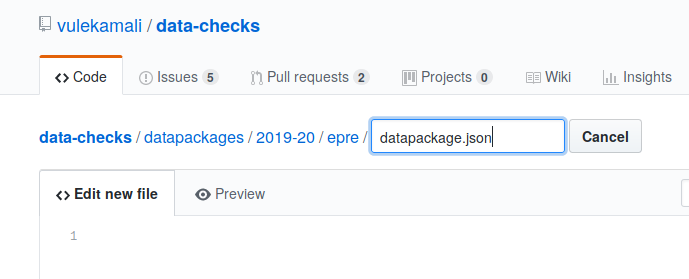 vulekamali / data-checks
Code Issues 5 Pull requests 2 Projects 0 Wiki Insights
data-checks / datapackages / 2019-20 / epre / datapackage.json Cancel
Edit new file Preview
1